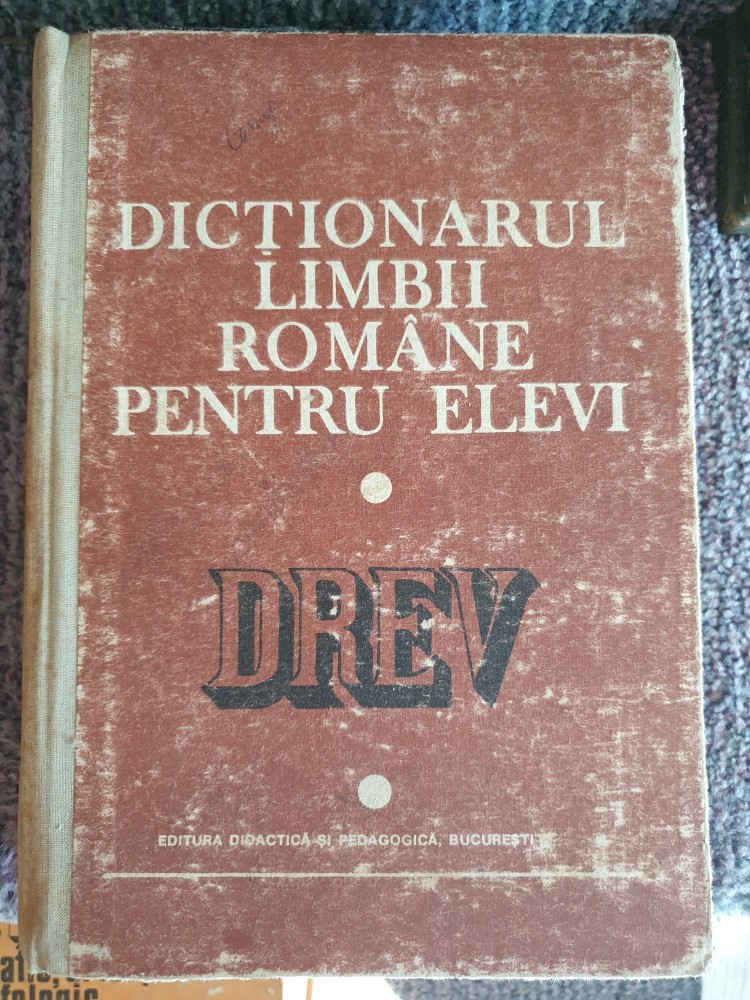 DICȚIONARUL
LIMBII
ROMÂNE
PENTRU ELEVI
DREV
EDITURA DIDACTICĂ ȘI PEDAGOGICĂ, BUCUREȘTI